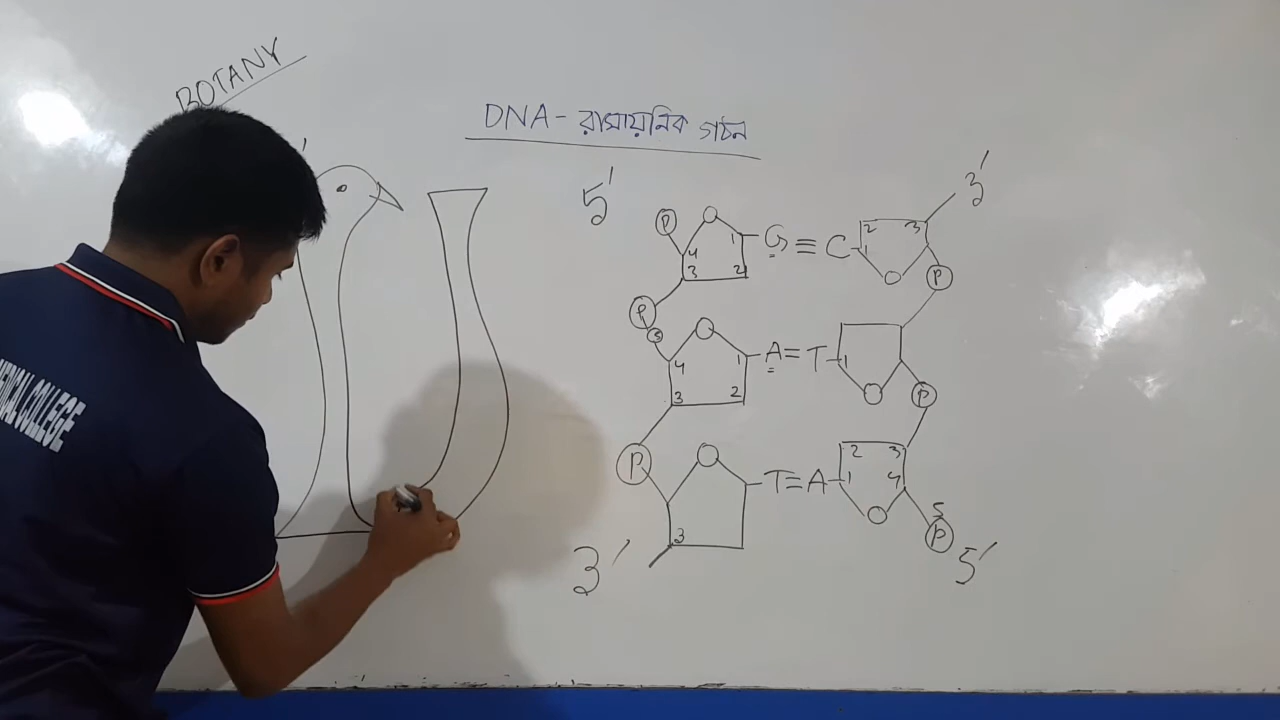 BOTANY
DNA - রাসায়নিক গঠন
5' 3'
P 1 G ≡ C 1 2 3
4 3 2 P
P
5
4 1 A = T 1
3 2 P
P T = A 1 2 3 4
3 5 P
3' 5'
MEDICAL COLLEGE